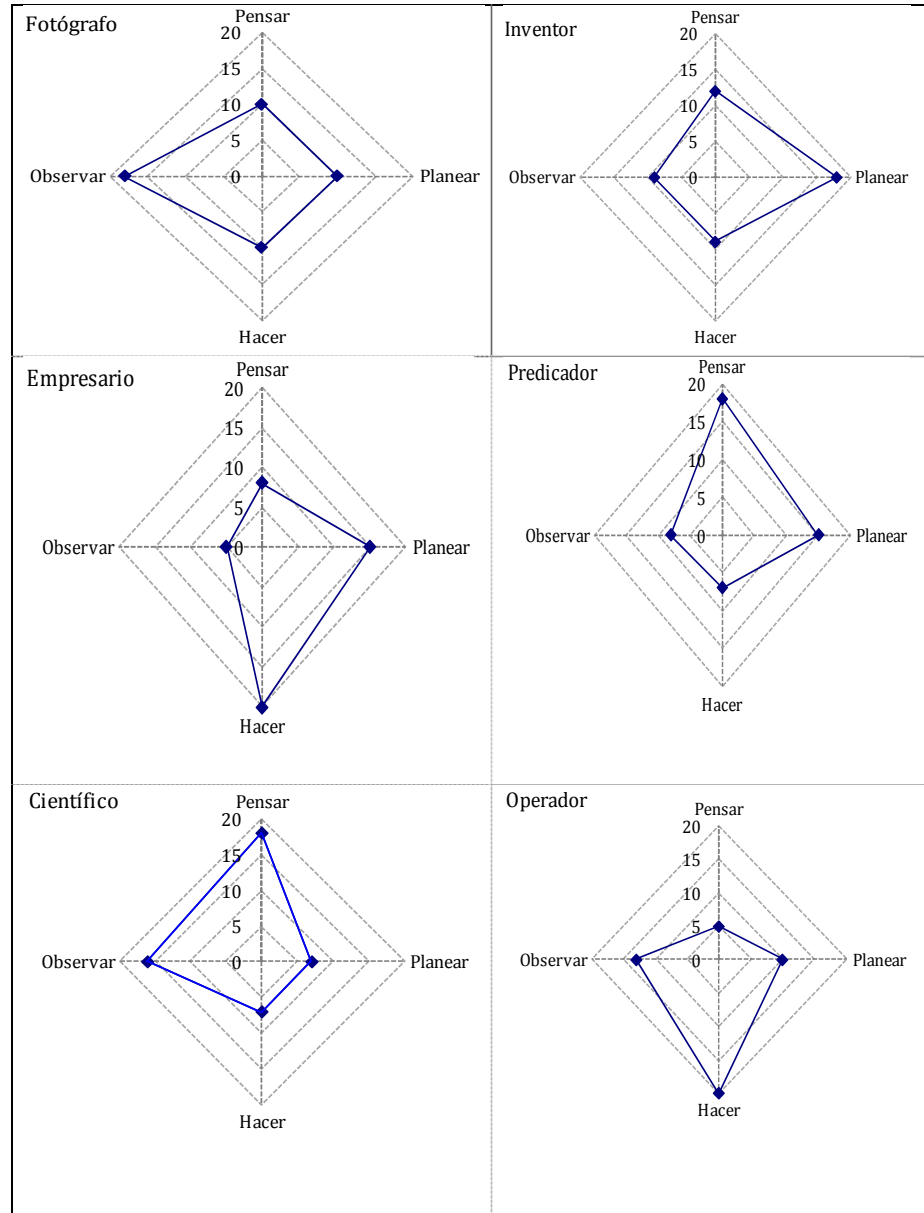 Fotógrafo
Pensar
20
15
10
5
0
Observar
Planear
Hacer
Inventor
Pensar
20
15
10
5
0
Observar
Planear
Hacer
Empresario
Pensar
20
15
10
5
0
Observar
Planear
Hacer
Predicador
Pensar
20
15
10
5
0
Observar
Planear
Hacer
Científico
Pensar
20
15
10
5
0
Observar
Planear
Hacer
Operador
Pensar
20
15
10
5
0
Observar
Planear
Hacer